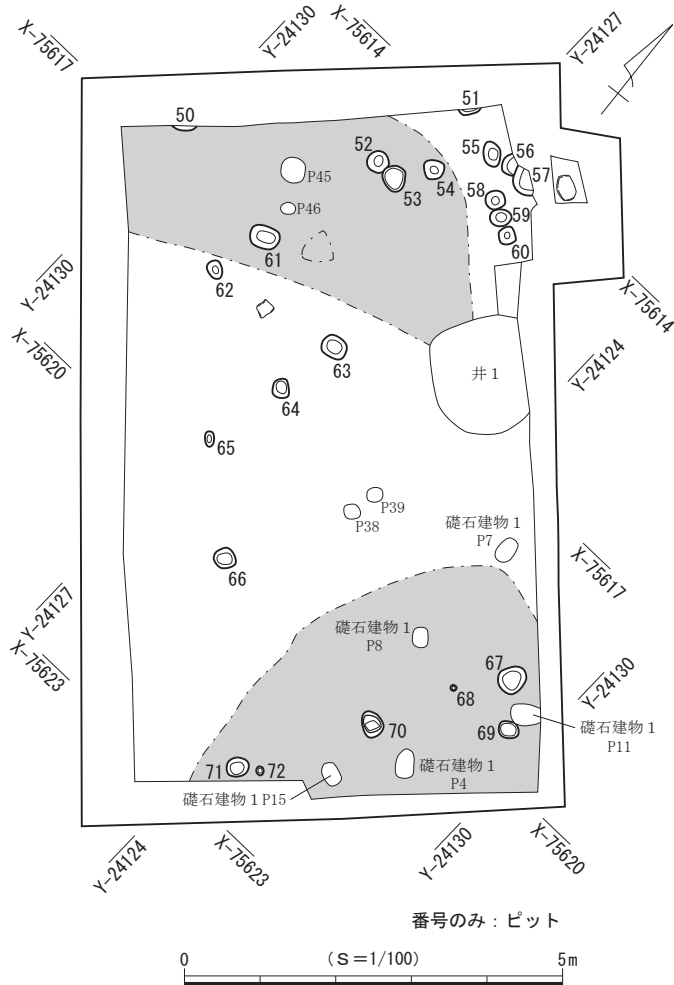 X-75617
Y-24130
X-75614
Y-24127
50
51
52
P45
53
54
55
56
57
58
59
60
P46
61
62
Y-24130
X-75620
X-75614
Y-24124
63
井1
64
65
P39
P38
礎石建物1
P7
66
X-75617
Y-24127
X-75623
礎石建物1
P8
67
68
Y-24130
69
70
礎石建物1
P11
71
72
礎石建物1
P4
礎石建物1 P15
Y-24124
X-75623
Y-24130
X-75620
番号のみ:ピット
0
(S=1/100)
5m